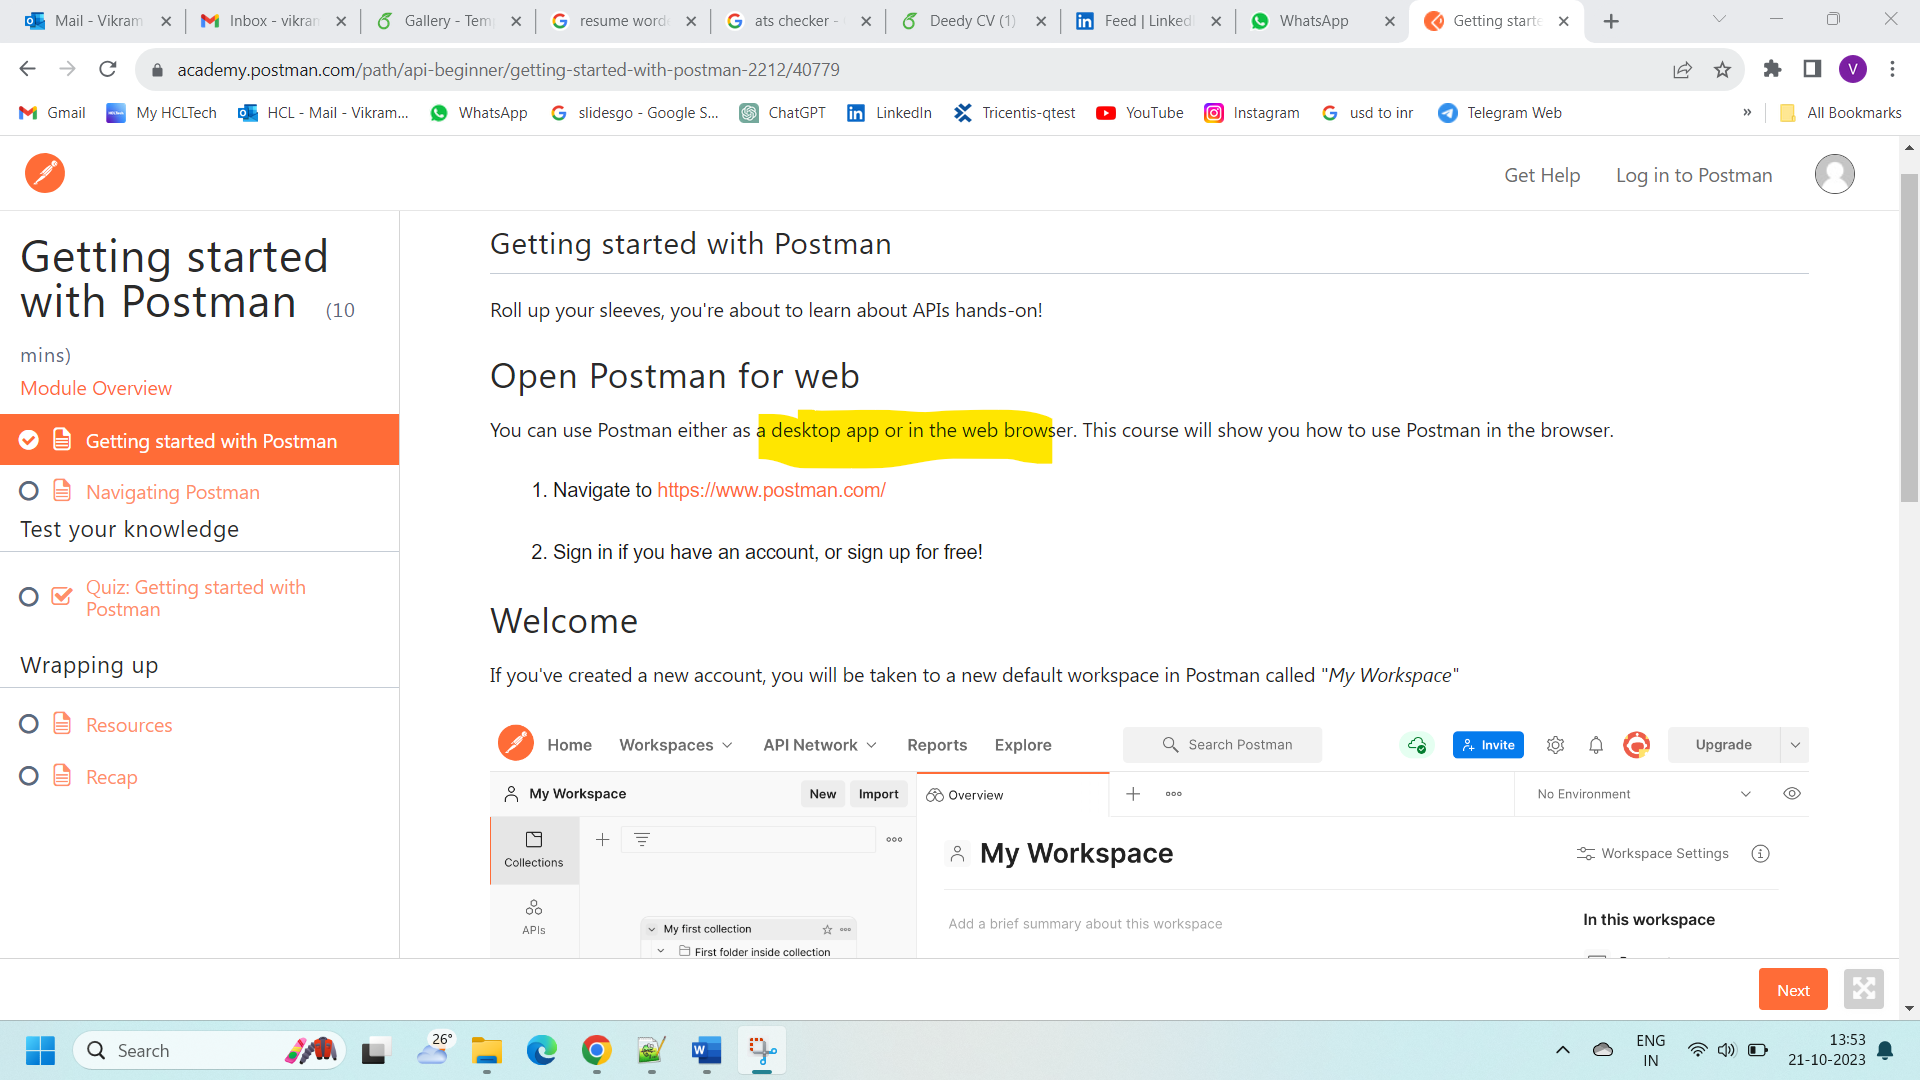 Mail - Vikram
Inbox - vikran
Gallery - Temp
resume worde
ats checker -
Deedy CV (1)
Feed | LinkedI
WhatsApp
Getting starte
academy.postman.com/path/api-beginner/getting-started-with-postman-2212/40779
V
Gmail
My HCLTech
HCL - Mail - Vikram...
WhatsApp
slidesgo - Google S...
ChatGPT
LinkedIn
Tricentis-qtest
YouTube
Instagram
usd to inr
Telegram Web
»
All Bookmarks
Get Help
Log in to Postman
Getting started
with Postman (10
mins)
Module Overview
Getting started with Postman
Navigating Postman
Test your knowledge
Quiz: Getting started with
Postman
Wrapping up
Resources
Recap
Getting started with Postman
Roll up your sleeves, you're about to learn about APIs hands-on!
Open Postman for web
You can use Postman either as a desktop app or in the web browser. This course will show you how to use Postman in the browser.
1. Navigate to https://www.postman.com/
2. Sign in if you have an account, or sign up for free!
Welcome
If you've created a new account, you will be taken to a new default workspace in Postman called "My Workspace"
Home
Workspaces
API Network
Reports
Explore
Search Postman
Invite
Upgrade
My Workspace
New
Import
Overview
No Environment
Collections
My Workspace
Workspace Settings
APIs
Add a brief summary about this workspace
In this workspace
My first collection
First folder inside collection
Next
Search
26°
ENG
IN
13:53
21-10-2023